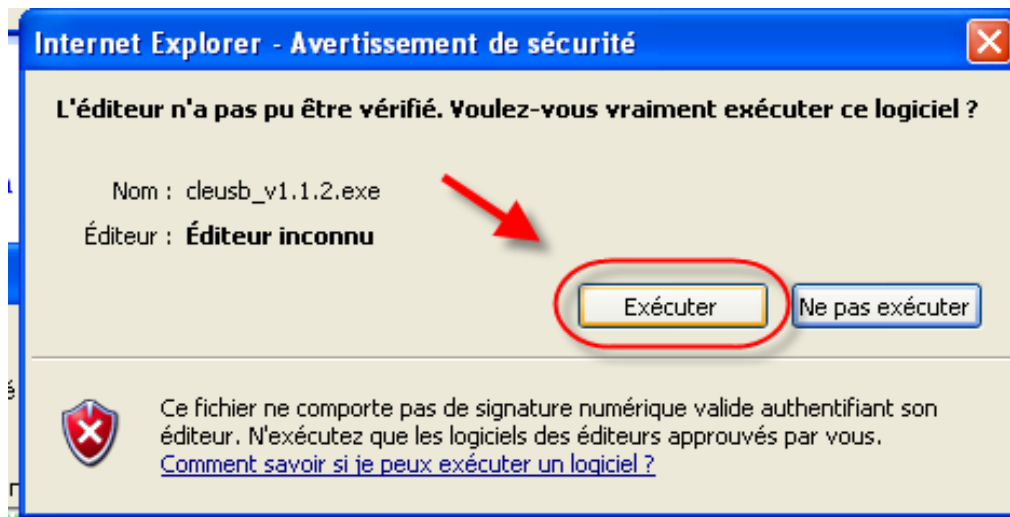 Internet Explorer - Avertissement de sécurité
L'éditeur n'a pas pu être vérifié. Voulez-vous vraiment exécuter ce logiciel ?
Nom : cleusb_v1.1.2.exe
Éditeur : Éditeur inconnu
Exécuter Ne pas exécuter
Ce fichier ne comporte pas de signature numérique valide authentifiant son
éditeur. N'exécutez que les logiciels des éditeurs approuvés par vous.
Comment savoir si je peux exécuter un logiciel ?